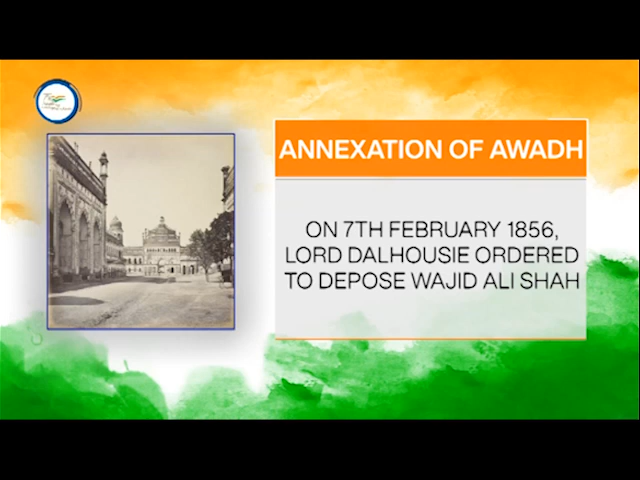 ANNEXATION OF AWADH
ON 7TH FEBRUARY 1856,
LORD DALHOUSIE ORDERED
TO DEPOSE WAJID ALI SHAH